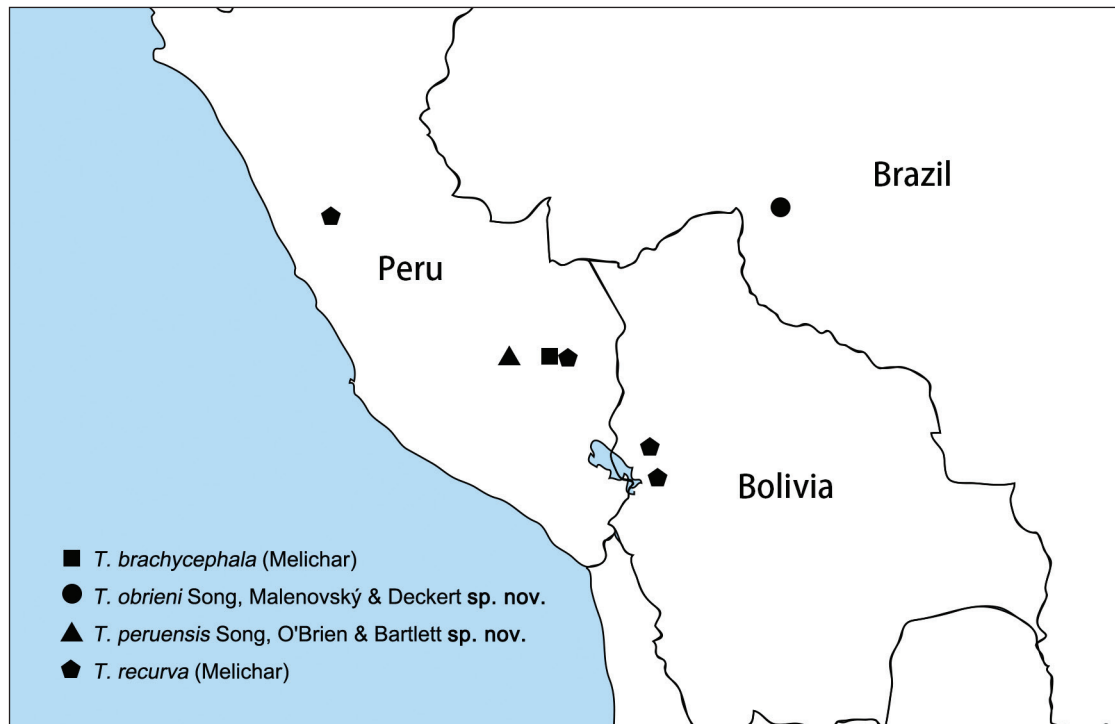 Brazil
Peru
Bolivia
T. brachycephala (Melichar)
T. obrieni Song, Malenovský & Deckert sp. nov.
T. peruensis Song, O'Brien & Bartlett sp. nov.
T. recurva (Melichar)